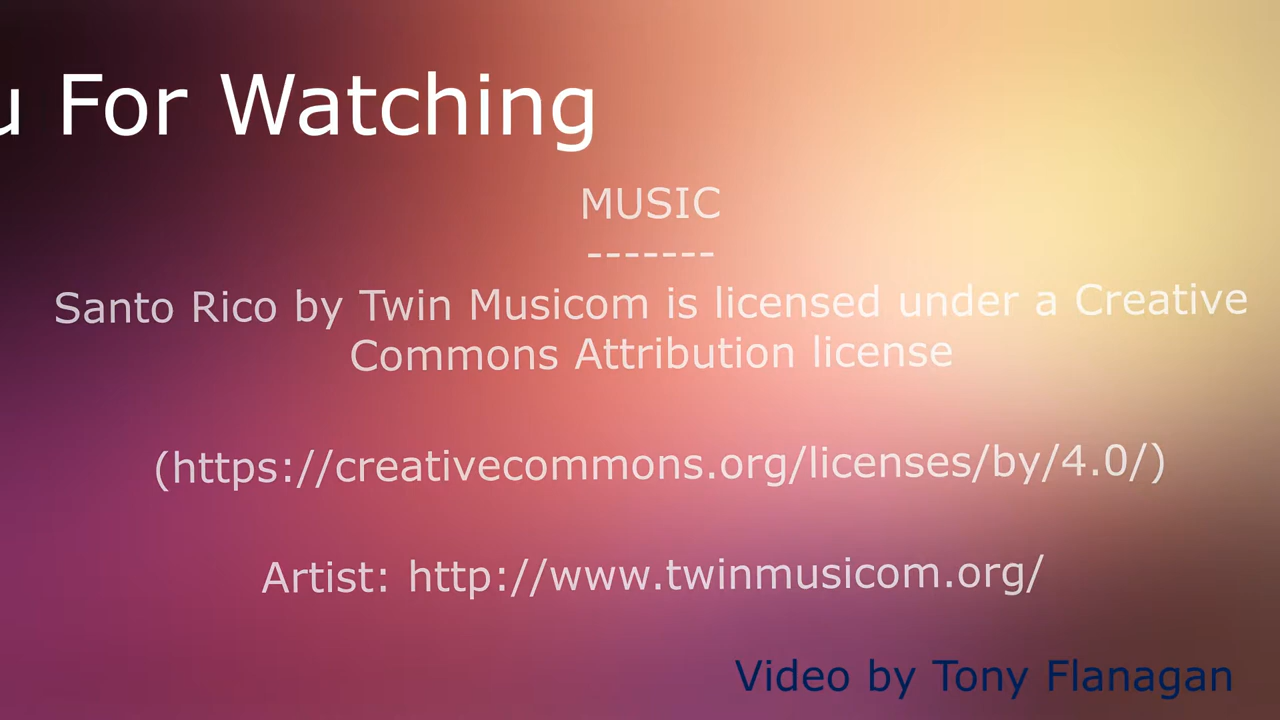 u For Watching
MUSIC
-------
Santo Rico by Twin Musicom is licensed under a Creative
Commons Attribution license
(https://creativecommons.org/licenses/by/4.0/)
Artist: http://www.twinmusicom.org/
Video by Tony Flanagan